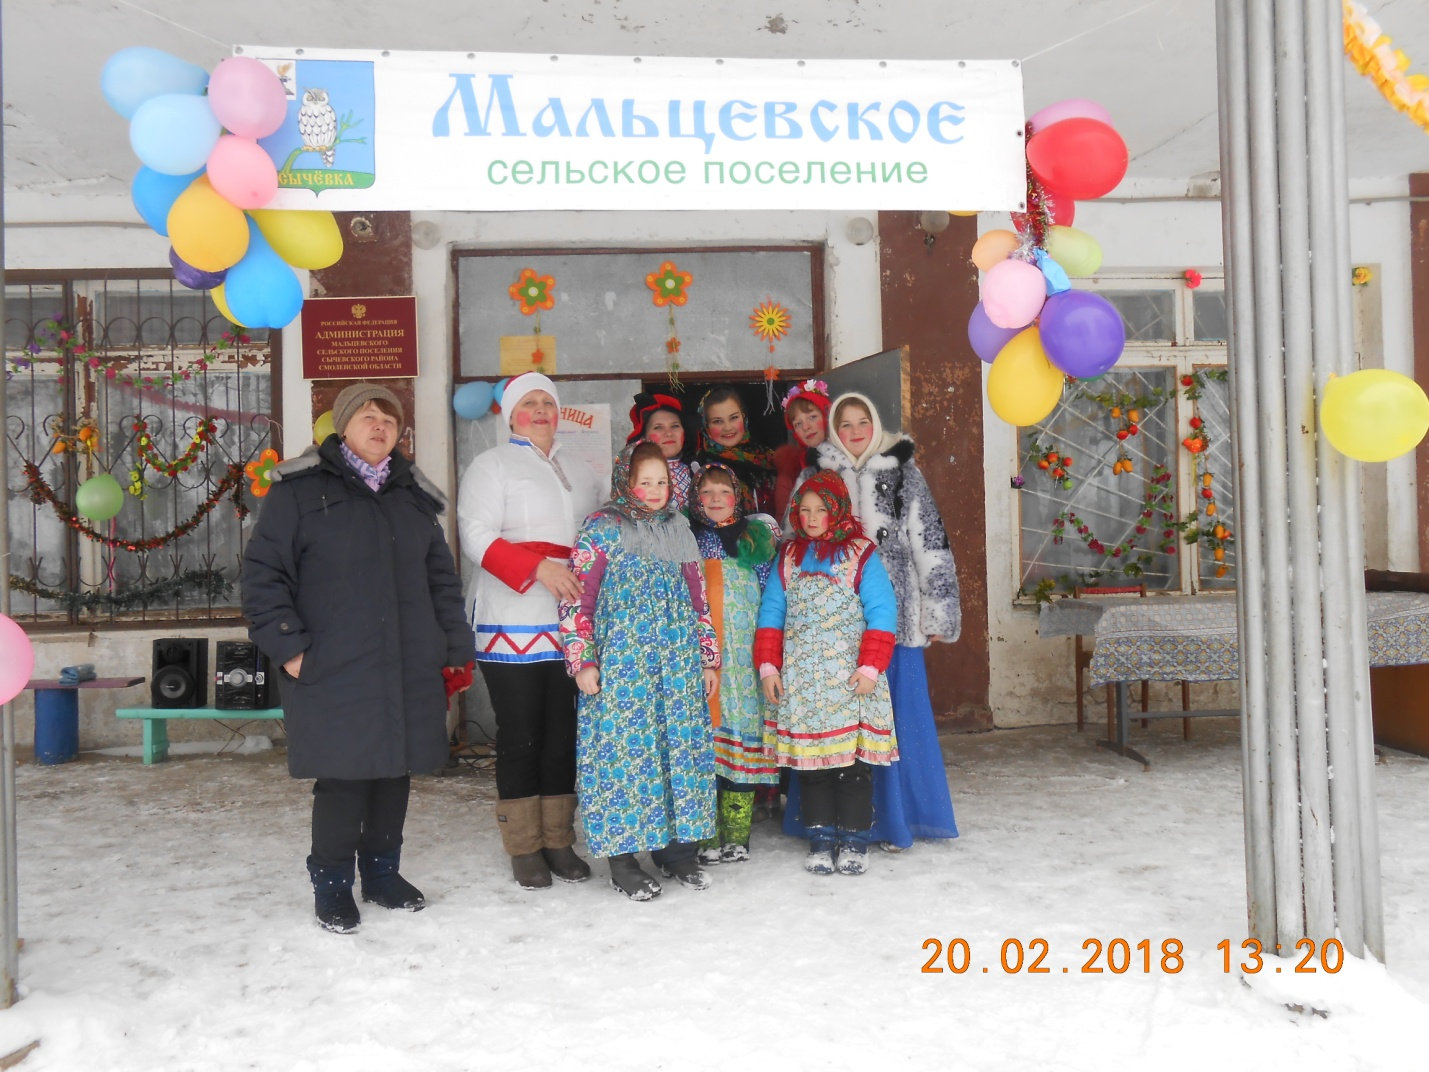 Мальцевское
сельское поселение
СЫЧЁВКА
РОССИЙСКАЯ ФЕДЕРАЦИЯ
АДМИНИСТРАЦИЯ
МАЛЬЦЕВСКОГО
СЕЛЬСКОГО ПОСЕЛЕНИЯ
СЫЧЕВСКОГО РАЙОНА
СМОЛЕНСКОЙ ОБЛАСТИ
20.02.2018 13:20